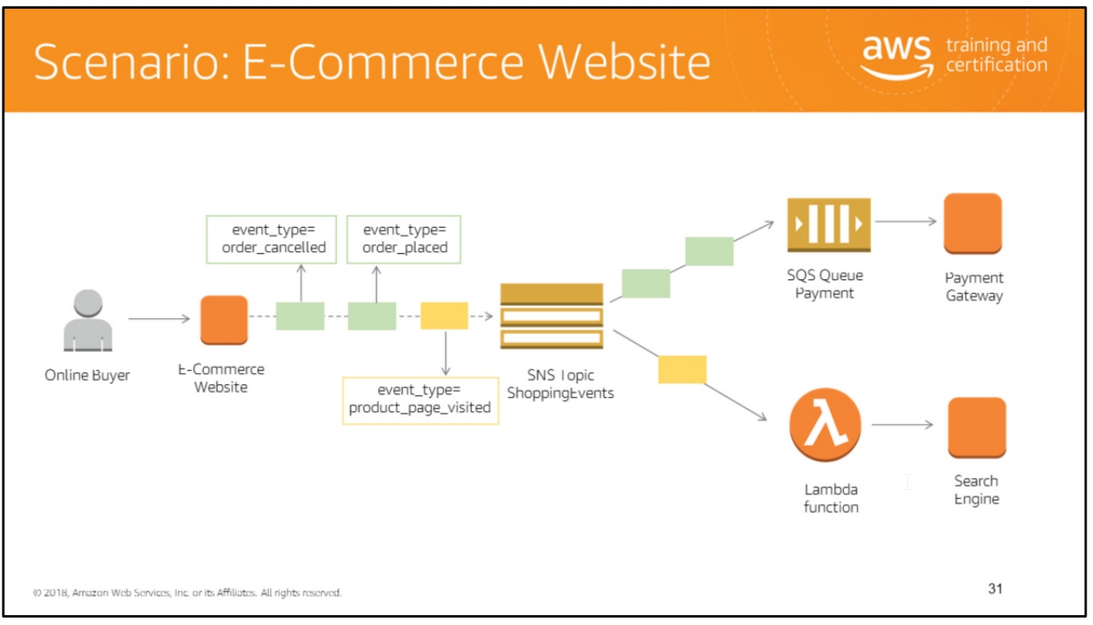 Scenario: E-Commerce Website
aws training and
certification
event_type=
order_cancelled
event_type=
order_placed
event_type=
product_page_visited
Online Buyer
E-Commerce
Website
SNS Topic
ShoppingEvents
SQS Queue
Payment
Payment
Gateway
Lambda
function
Search
Engine
© 2018, Amazon Web Services, Inc. or its Affiliates. All rights reserved.
31